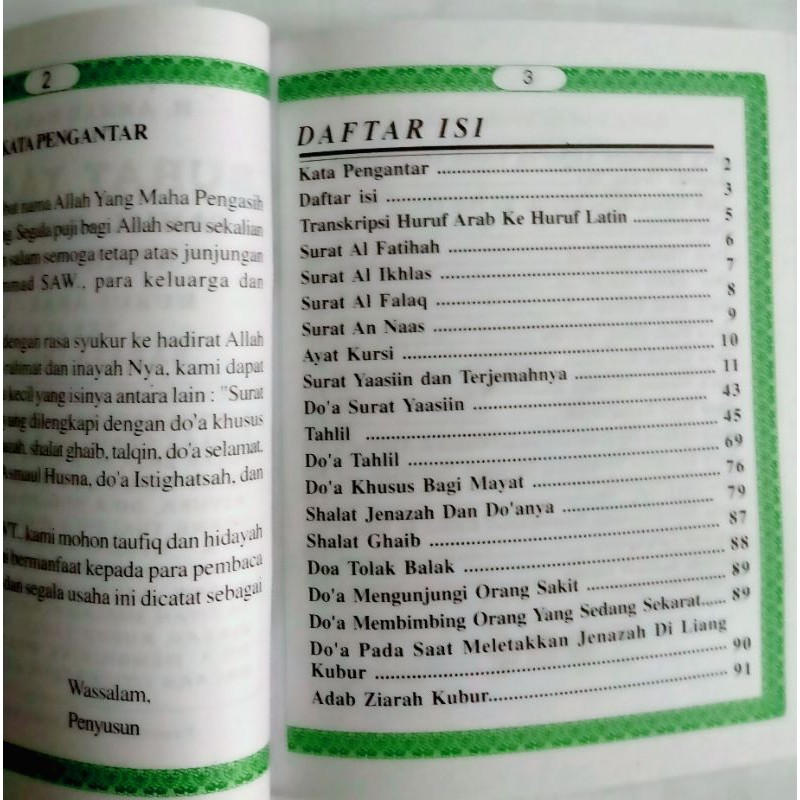 2
KATA PENGANTAR
nama Allah Yang Maha Pengasih
Segala puji bagi Allah seru sekalian
salam semoga tetap atas junjungan
SAW., para keluarga dan
dengan rasa syukur ke hadirat Allah
rahmat dan inayah Nya, kami dapat
kecil yang isinya antara lain : "Surat
yang dilengkapi dengan do'a khusus
shalat ghaib, talqin, do'a selamat,
Asmaul Husna, do'a Istighatsah, dan
kami mohon taufiq dan hidayah
bermanfaat kepada para pembaca
dan segala usaha ini dicatat sebagai
Wassalam,
Penyusun
3
DAFTAR ISI
Kata Pengantar ........ 2
Daftar isi ........ 3
Transkripsi Huruf Arab Ke Huruf Latin ........ 5
Surat Al Fatihah ........ 6
Surat Al Ikhlas ........ 7
Surat Al Falaq ........ 8
Surat An Naas ........ 9
Ayat Kursi ........ 10
Surat Yaasiin dan Terjemahnya ........ 11
Do'a Surat Yaasiin ........ 43
Tahlil ........ 45
Do'a Tahlil ........ 69
Do'a Khusus Bagi Mayat ........ 76
Shalat Jenazah Dan Do'anya ........ 79
Shalat Ghaib ........ 87
Doa Tolak Balak ........ 88
Do'a Mengunjungi Orang Sakit ........ 89
Do'a Membimbing Orang Yang Sedang Sekarat...... 89
Do'a Pada Saat Meletakkan Jenazah Di Liang
Kubur ........ 90
Adab Ziarah Kubur........ 91